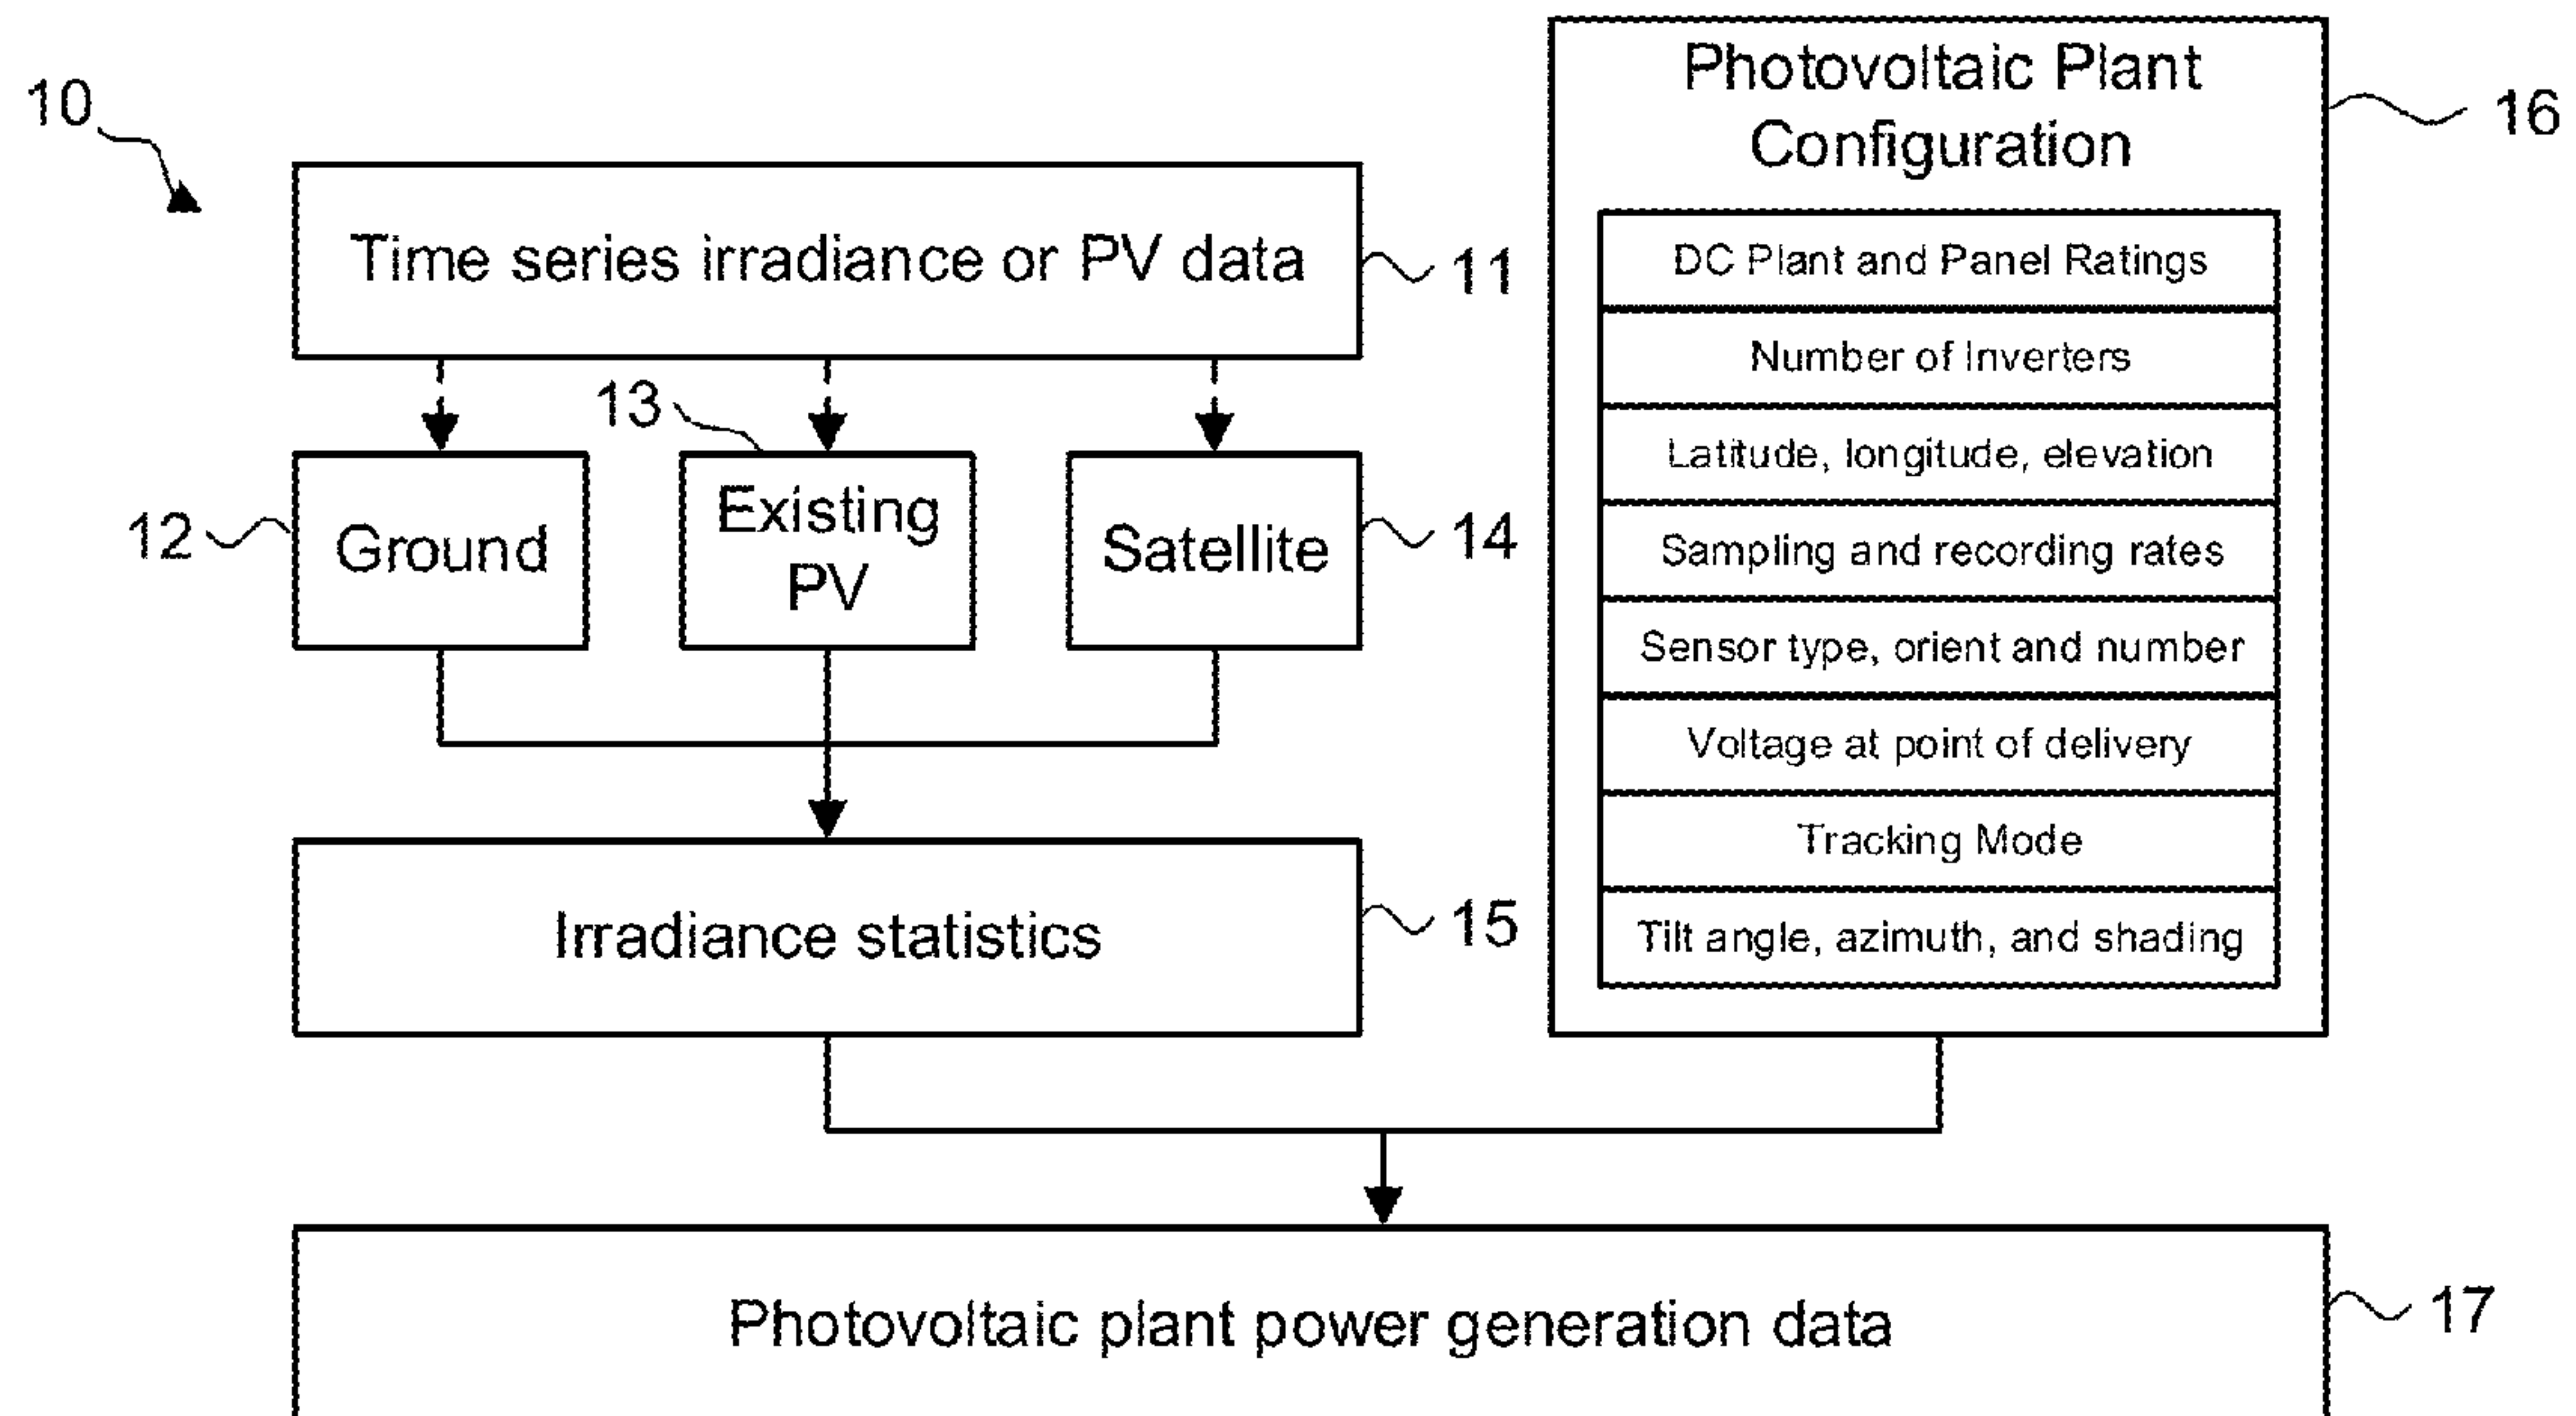 10
Time series irradiance or PV data
11
12
Ground
13
Existing
PV
Satellite
14
Irradiance statistics
15
Photovoltaic Plant
Configuration
16
DC Plant and Panel Ratings
Number of Inverters
Latitude, longitude, elevation
Sampling and recording rates
Sensor type, orient and number
Voltage at point of delivery
Tracking Mode
Tilt angle, azimuth, and shading
Photovoltaic plant power generation data
17